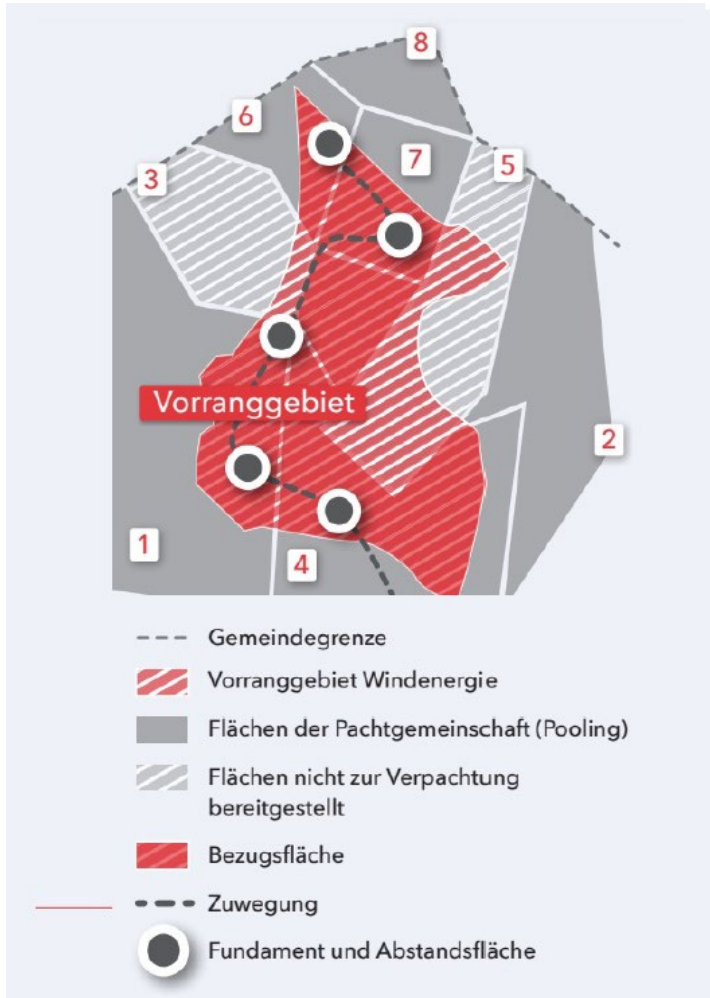 8
6
7
3
5
Vorranggebiet
2
1
4
Gemeindegrenze
Vorranggebiet Windenergie
Flächen der Pachtgemeinschaft (Pooling)
Flächen nicht zur Verpachtung
bereitgestellt
Bezugsfläche
Zuwegung
Fundament und Abstandsfläche